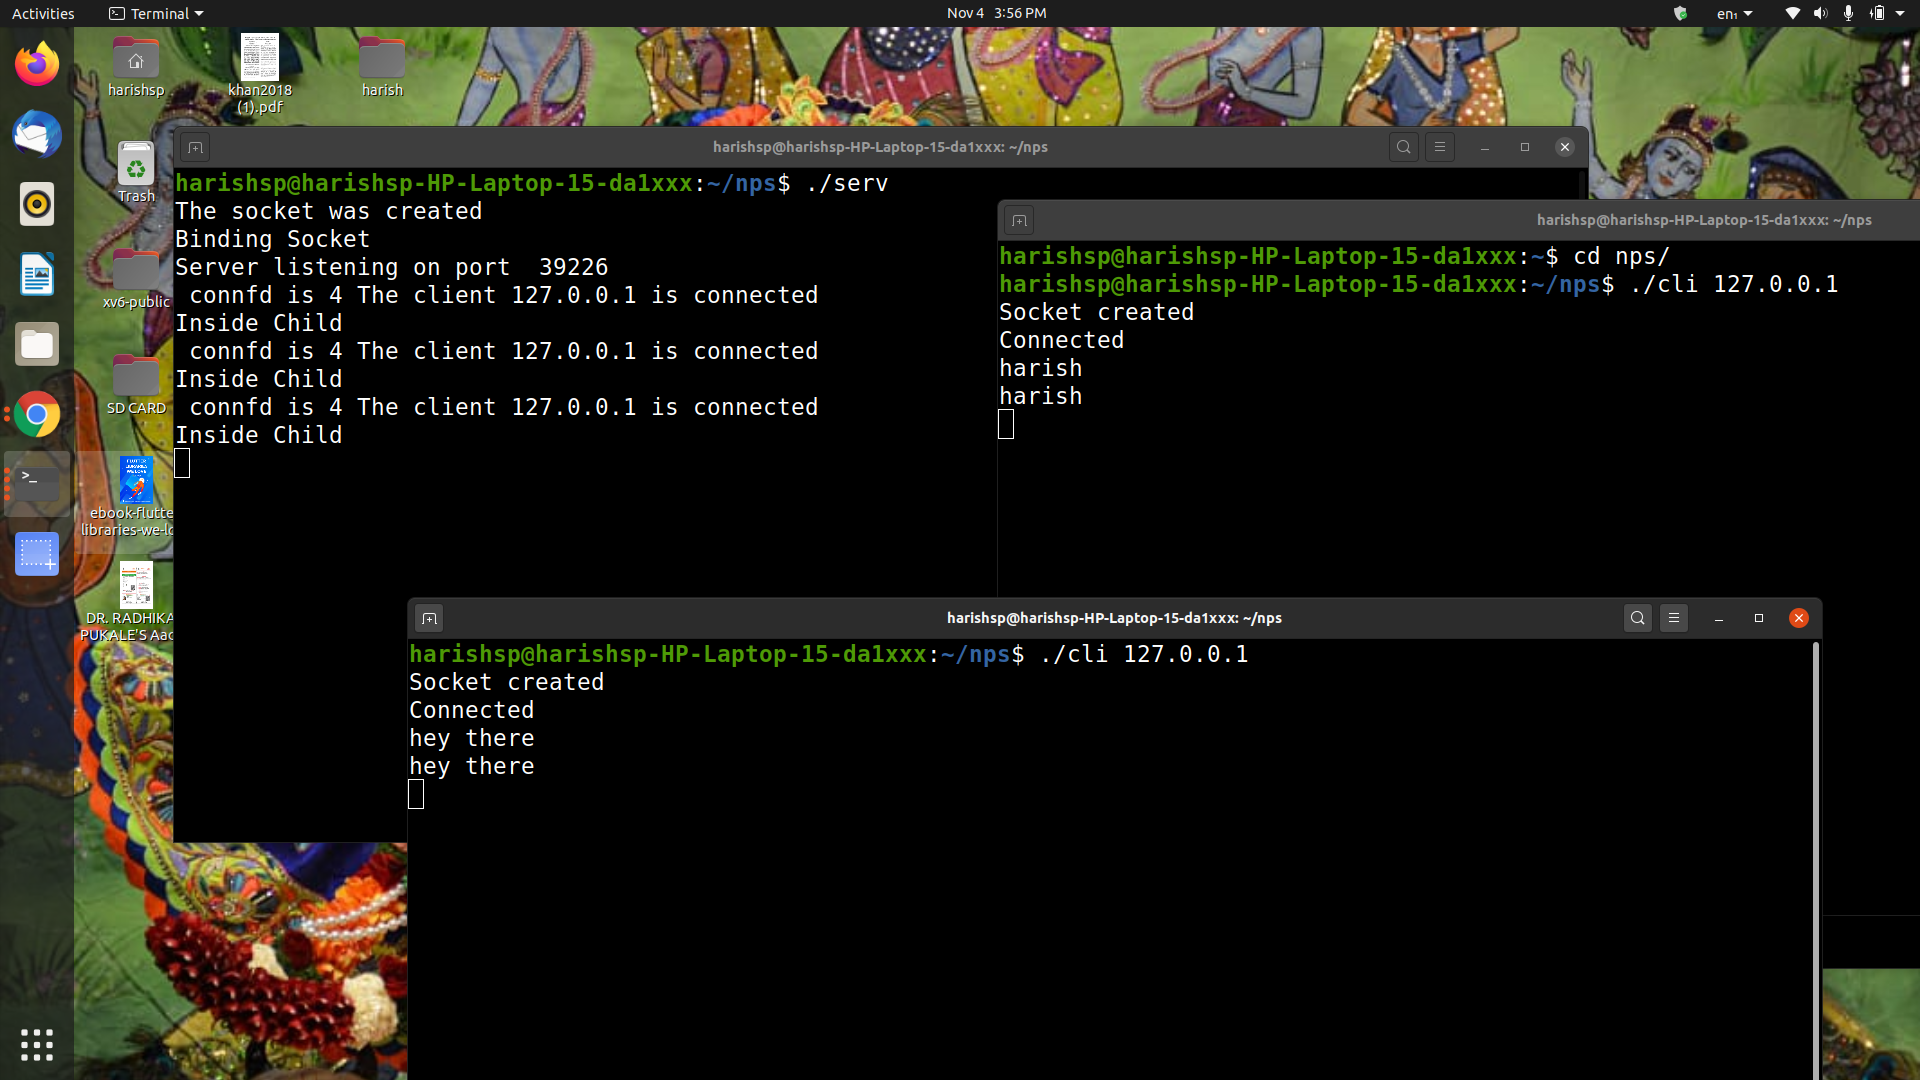 Activities
Terminal
Nov 4 3:56 PM
en₁
harishsp
khan2018
(1).pdf
harish
Trash
xv6-public
SD CARD
FLUTTER
LIBRARIES
WE LOVE
ebook-flutte
libraries-we-lo
DR. RADHIKA
PUKALE'S Aad
harishsp@harishsp-HP-Laptop-15-da1xxx: ~/nps
harishsp@harishsp-HP-Laptop-15-da1xxx:~/nps$ ./serv
The socket was created
Binding Socket
Server listening on port  39226
 connfd is 4 The client 127.0.0.1 is connected
Inside Child
 connfd is 4 The client 127.0.0.1 is connected
Inside Child
 connfd is 4 The client 127.0.0.1 is connected
Inside Child
harishsp@harishsp-HP-Laptop-15-da1xxx: ~/nps
harishsp@harishsp-HP-Laptop-15-da1xxx:~$ cd nps/
harishsp@harishsp-HP-Laptop-15-da1xxx:~/nps$ ./cli 127.0.0.1
Socket created
Connected
harish
harish
harishsp@harishsp-HP-Laptop-15-da1xxx: ~/nps
harishsp@harishsp-HP-Laptop-15-da1xxx:~/nps$ ./cli 127.0.0.1
Socket created
Connected
hey there
hey there